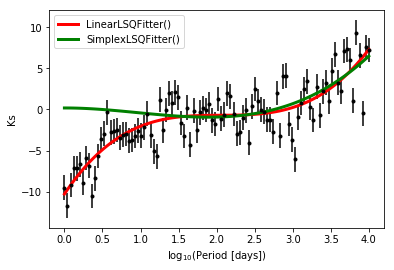 LinearLSQFitter()
SimplexLSQFitter()
10
5
0
−5
−10
Ks
0.0 0.5 1.0 1.5 2.0 2.5 3.0 3.5 4.0
log₁₀(Period [days])